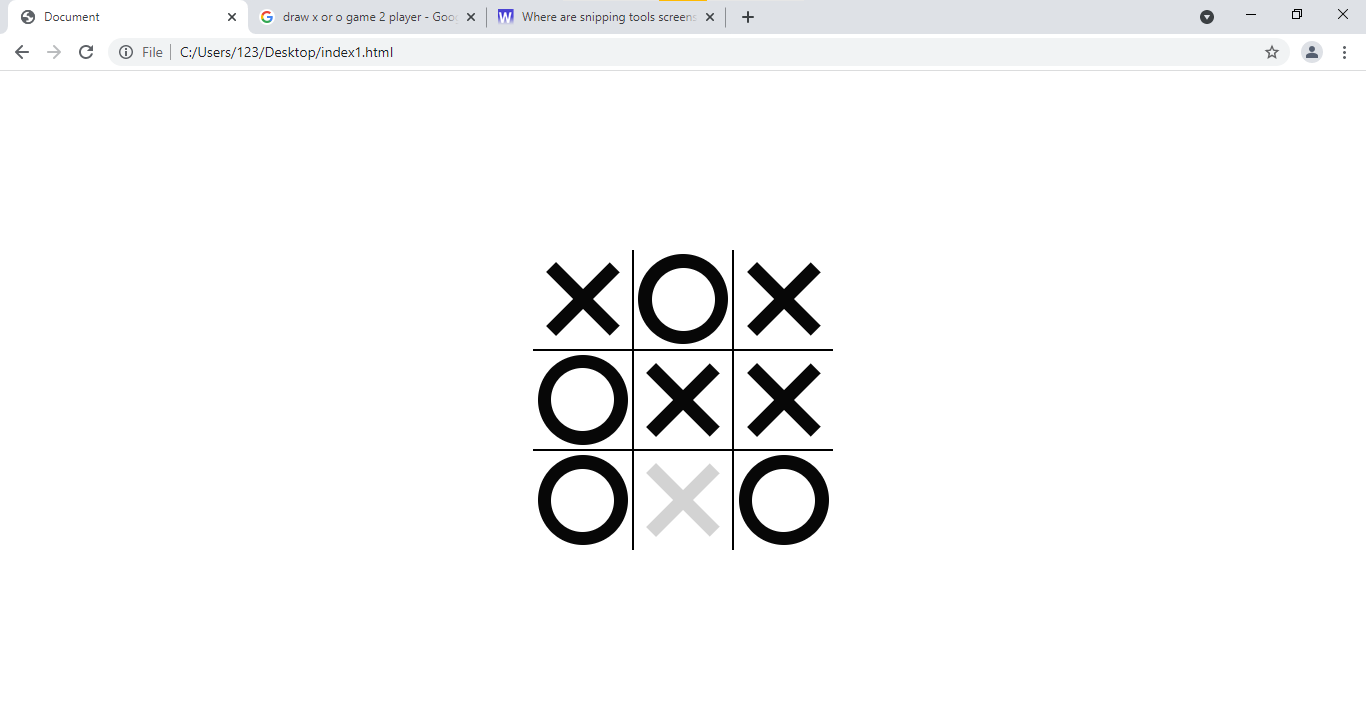 Document
draw x or o game 2 player - Goo
Where are snipping tools screens
File
C:/Users/123/Desktop/index1.html
X O X
O X X
O X O